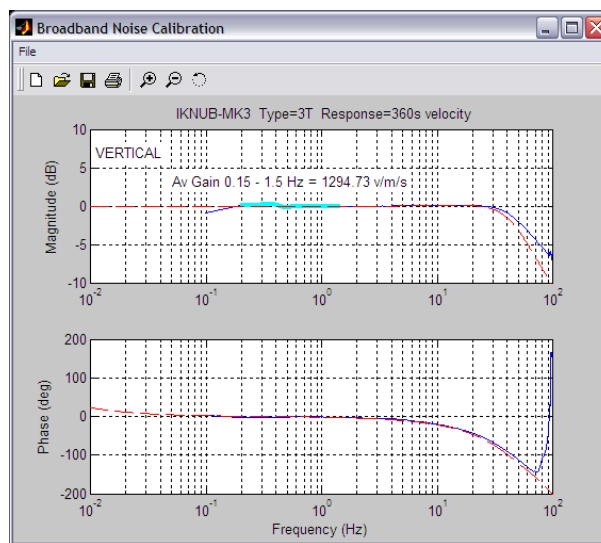 Broadband Noise Calibration
File
IKNUB-MK3 Type=3T Response=360s velocity
VERTICAL
Av Gain 0.15 - 1.5 Hz = 1294.73 v/m/s
Magnitude (dB)
10
5
0
-5
-10
10^-2
10^-1
10^0
10^1
10^2
Phase (deg)
200
100
0
-100
-200
10^-2
10^-1
10^0
10^1
10^2
Frequency (Hz)